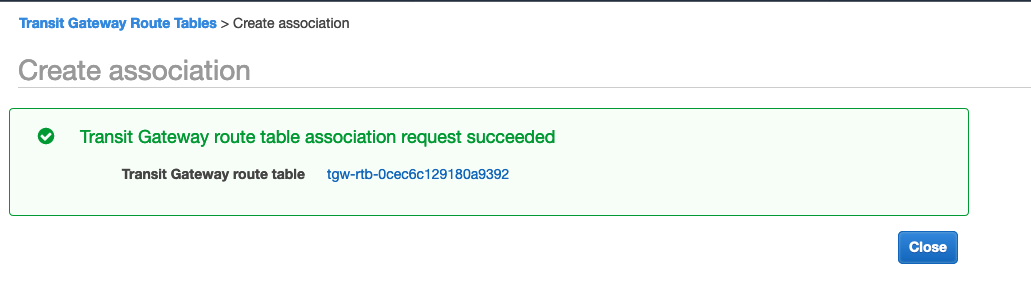 Transit Gateway Route Tables > Create association
Create association
Transit Gateway route table association request succeeded
Transit Gateway route table tgw-rtb-0cec6c129180a9392
Close